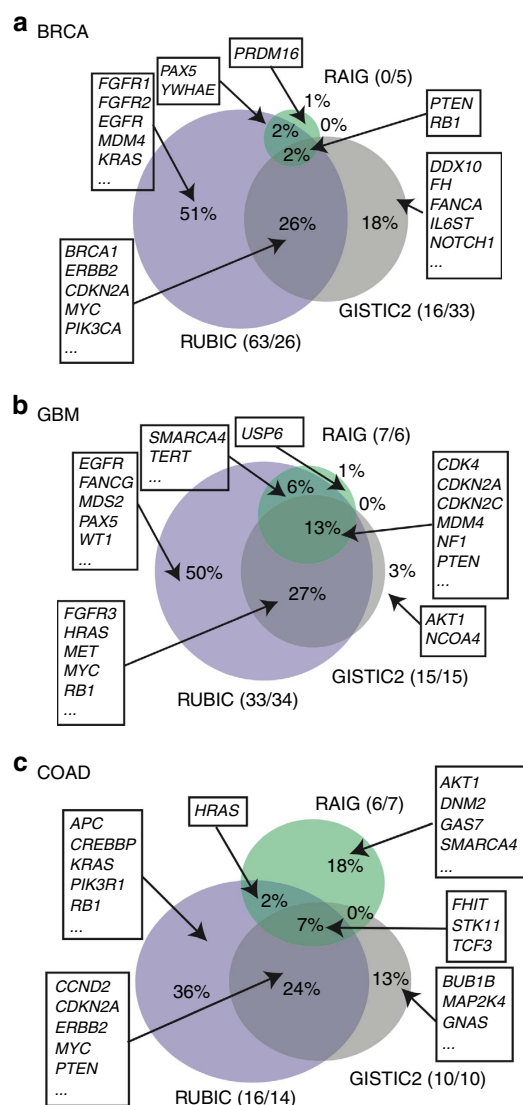 a BRCA
PRDM16
PAX5
YWHAE
RAIG (0/5)
FGFR1
FGFR2
EGFR
MDM4
KRAS
...
1%
0%
2%
2%
PTEN
RB1
DDX10
FH
FANCA
IL6ST
NOTCH1
...
51%
26%
18%
BRCA1
ERBB2
CDKN2A
MYC
PIK3CA
...
GISTIC2 (16/33)
RUBIC (63/26)
b GBM
SMARCA4
TERT
...
USP6
RAIG (7/6)
EGFR
FANCG
MDS2
PAX5
WT1
...
1%
6%
0%
13%
CDK4
CDKN2A
CDKN2C
MDM4
NF1
PTEN
...
50%
27%
3%
FGFR3
HRAS
MET
MYC
RB1
...
AKT1
NCOA4
GISTIC2 (15/15)
RUBIC (33/34)
c COAD
HRAS
RAIG (6/7)
AKT1
DNM2
GAS7
SMARCA4
...
APC
CREBBP
KRAS
PIK3R1
RB1
...
18%
2%
0%
7%
FHIT
STK11
TCF3
36%
24%
13%
CCND2
CDKN2A
ERBB2
MYC
PTEN
...
BUB1B
MAP2K4
GNAS
...
GISTIC2 (10/10)
RUBIC (16/14)